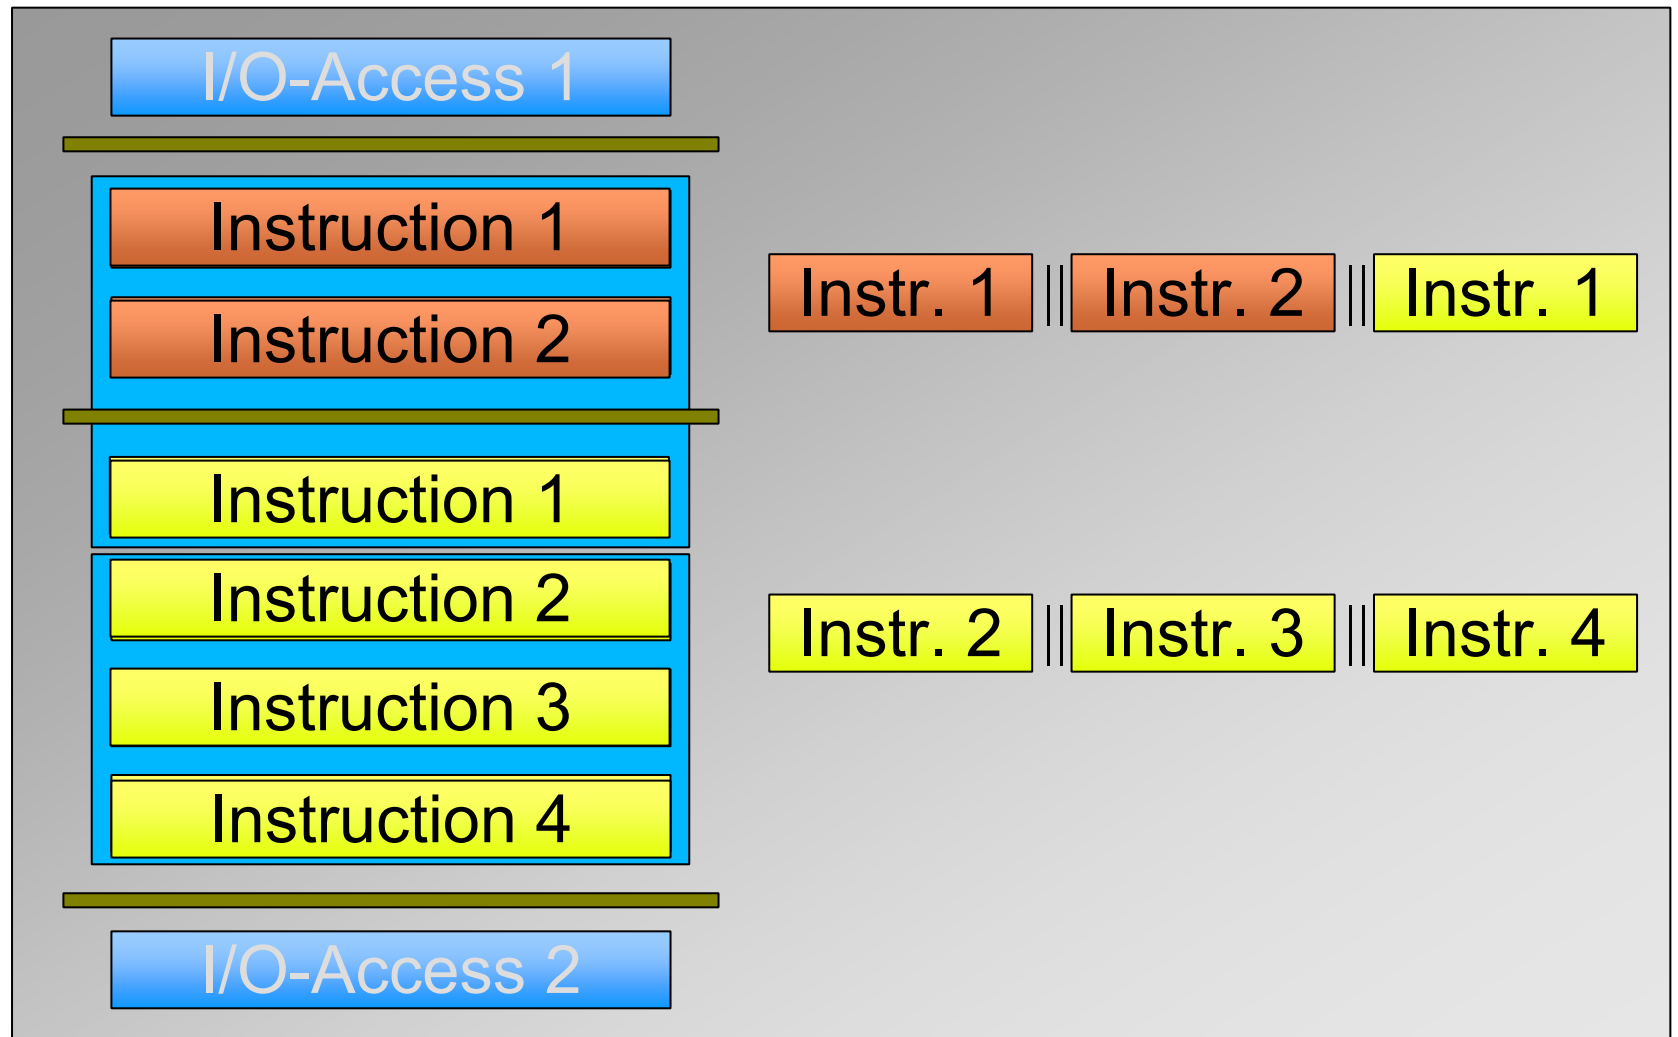 I/O-Access 1
Instruction 1
Instruction 2
Instr. 1 || Instr. 2 || Instr. 1
Instruction 1
Instruction 2
Instr. 2 || Instr. 3 || Instr. 4
Instruction 3
Instruction 4
I/O-Access 2